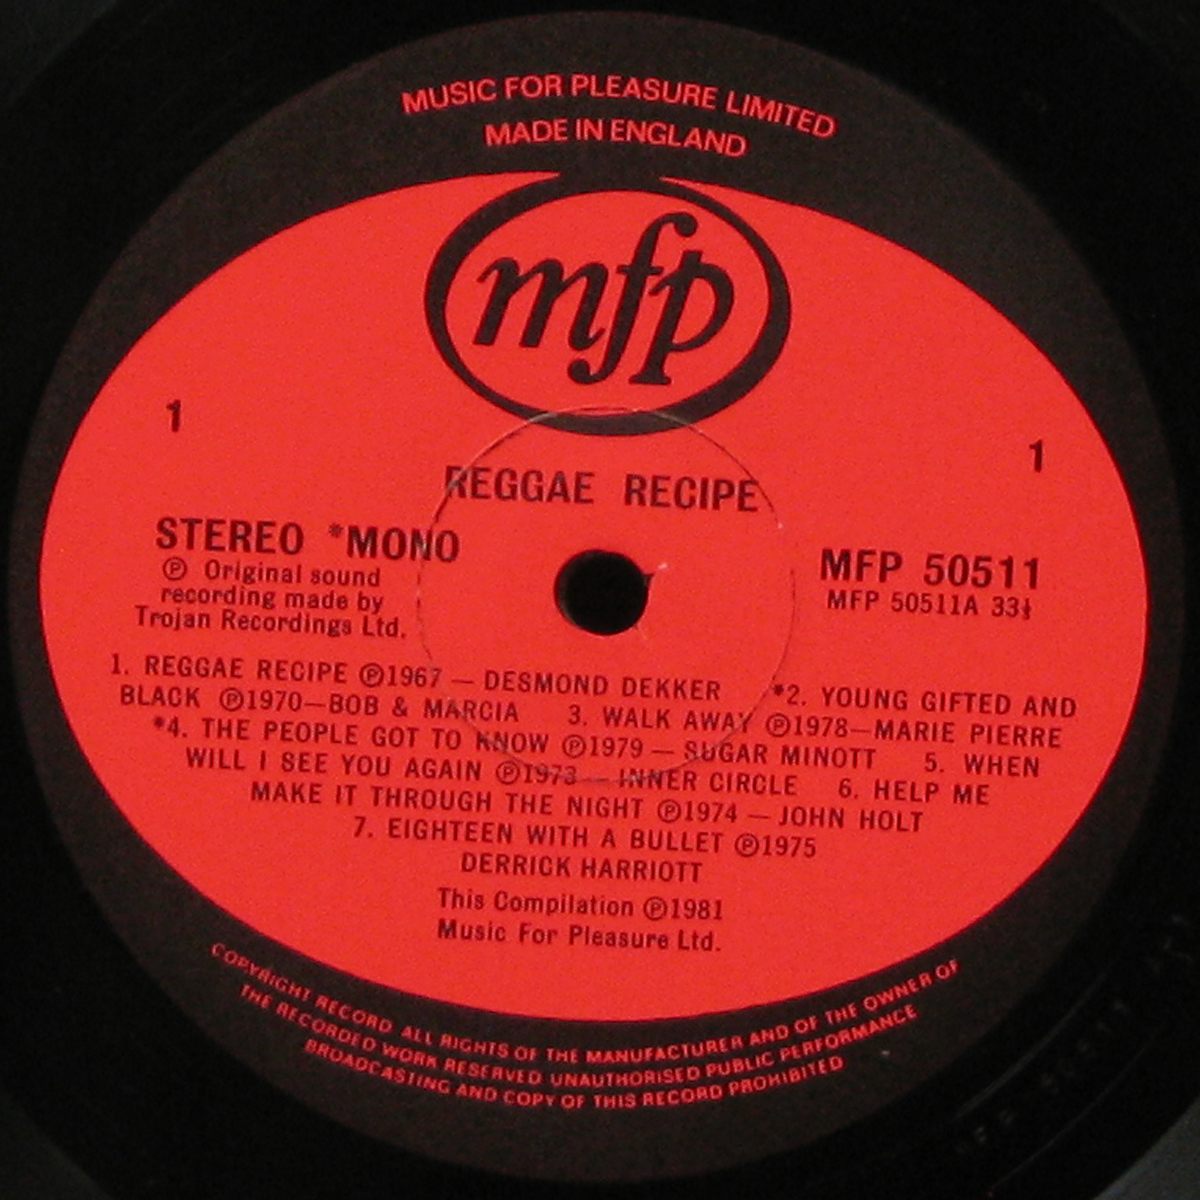 MUSIC FOR PLEASURE LIMITED
MADE IN ENGLAND
mfp
1
1
REGGAE RECIPE
STEREO *MONO
℗ Original sound
recording made by
Trojan Recordings Ltd.
MFP 50511
MFP 50511A 33⅓
1. REGGAE RECIPE ℗1967 — DESMOND DEKKER *2. YOUNG GIFTED AND
BLACK ℗1970—BOB & MARCIA 3. WALK AWAY ℗1978—MARIE PIERRE
*4. THE PEOPLE GOT TO KNOW ℗1979 — SUGAR MINOTT 5. WHEN
WILL I SEE YOU AGAIN ℗1973 — INNER CIRCLE 6. HELP ME
MAKE IT THROUGH THE NIGHT ℗1974 — JOHN HOLT
7. EIGHTEEN WITH A BULLET ℗1975
DERRICK HARRIOTT
This Compilation ℗1981
Music For Pleasure Ltd.
COPYRIGHT RECORD ALL RIGHTS OF THE MANUFACTURER AND OF THE OWNER OF
THE RECORDED WORK RESERVED UNAUTHORISED PUBLIC PERFORMANCE
BROADCASTING AND COPY OF THIS RECORD PROHIBITED